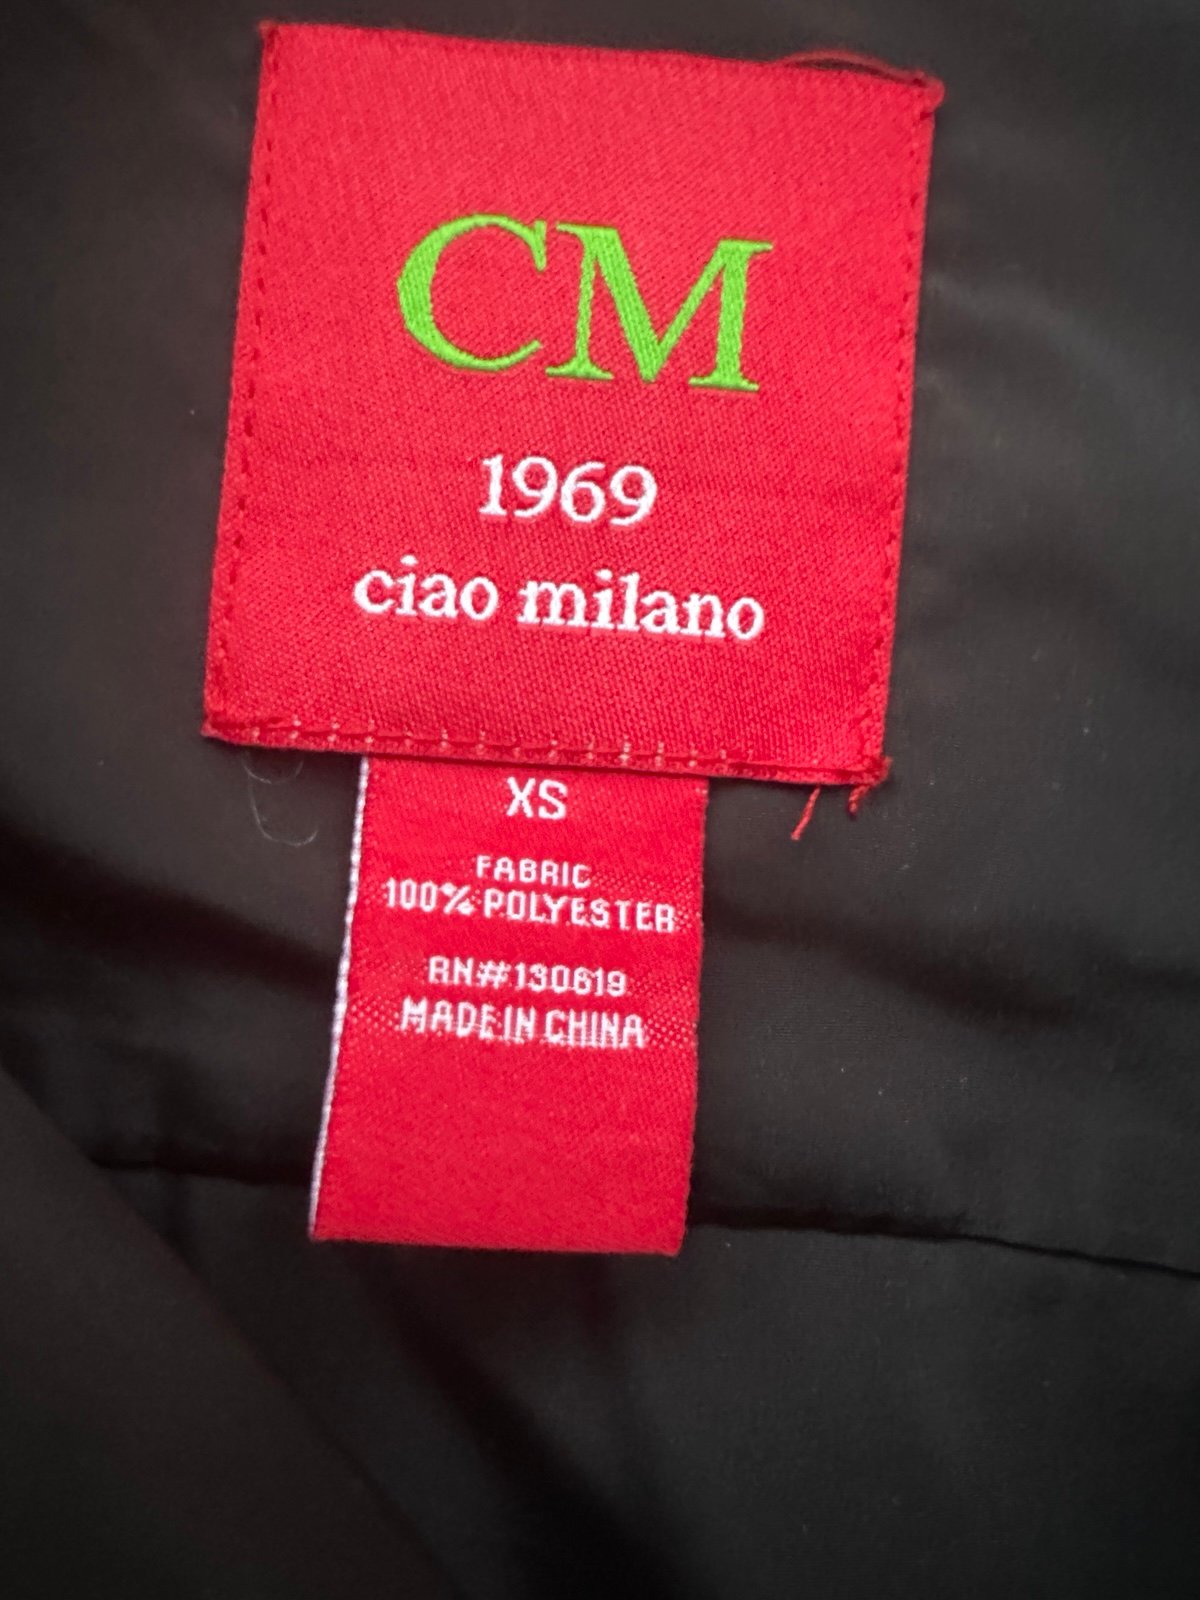 CM
1969
ciao milano
XS
FABRIC
100% POLYESTER
RN#130619
MADE IN CHINA